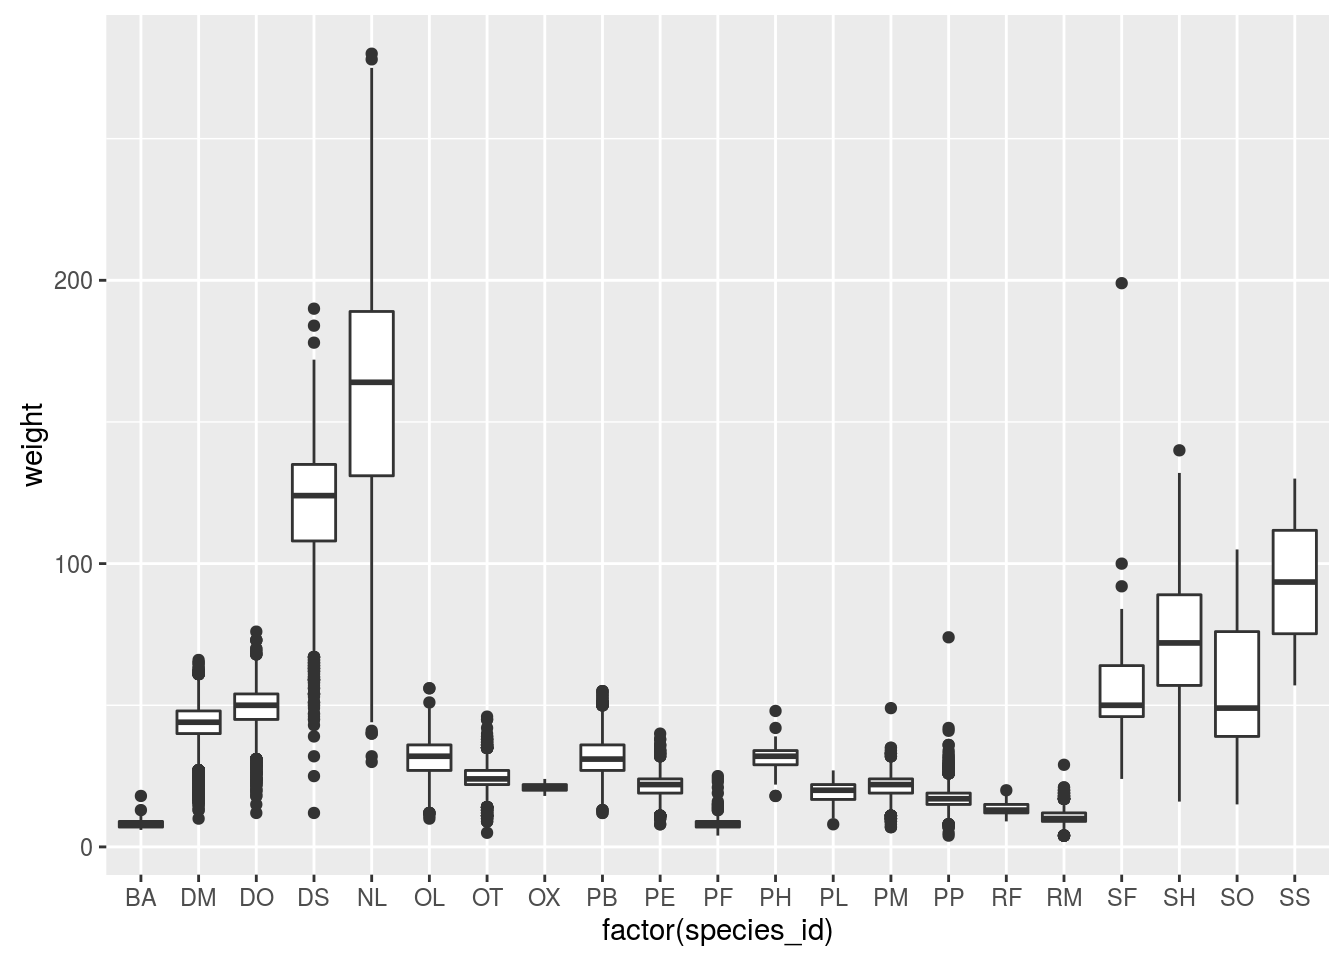 weight
200
100
0
BA DM DO DS NL OL OT OX PB PE PF PH PL PM PP RF RM SF SH SO SS
factor(species_id)